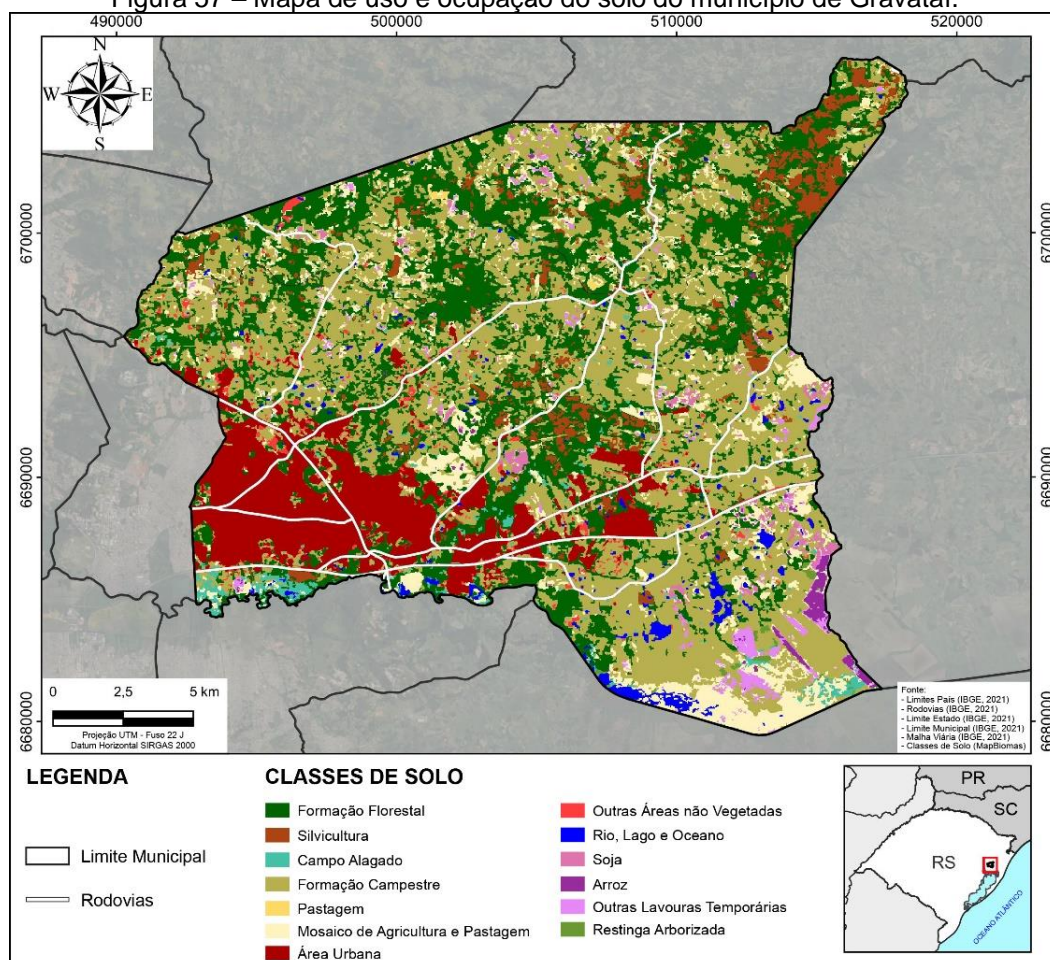 Figura 57 – Mapa de uso e ocupação do solo do município de Gravataí.
490000 500000 510000 520000
N
W E
S
6700000 6700000
6690000 6690000
6680000 6680000
0 2,5 5 km
Projeção UTM - Fuso 22 J
Datum Horizontal SIRGAS 2000
Fonte:
- Limites País (IBGE, 2021)
- Rodovias (IBGE, 2021)
- Limite Estado (IBGE, 2021)
- Limite Municipal (IBGE, 2021)
- Malha Viária (IBGE, 2021)
- Classes de Solo (MapBiomas)
LEGENDA
Limite Municipal
Rodovias
CLASSES DE SOLO
Formação Florestal
Silvicultura
Campo Alagado
Formação Campestre
Pastagem
Mosaico de Agricultura e Pastagem
Área Urbana
Outras Áreas não Vegetadas
Rio, Lago e Oceano
Soja
Arroz
Outras Lavouras Temporárias
Restinga Arborizada
PR
SC
RS
OCEANO ATLÂNTICO